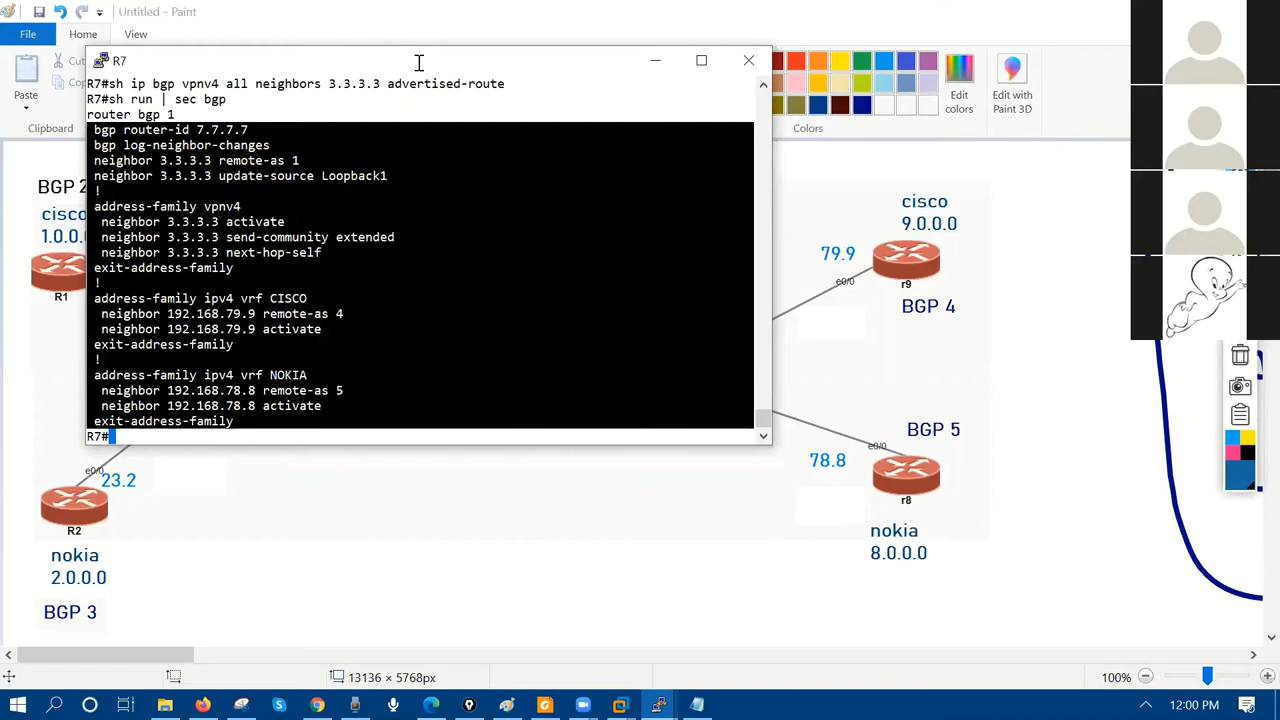 Untitled - Paint
File
Home
View
R7
Paste
Cut
Clipboard
Edit
colors
Edit with
Paint 3D
Colors
R7#sh ip bgp vpnv4 all neighbors 3.3.3.3 advertised-route
R7#sh run | sec bgp
router bgp 1
bgp router-id 7.7.7.7
bgp log-neighbor-changes
neighbor 3.3.3.3 remote-as 1
neighbor 3.3.3.3 update-source Loopback1
!
address-family vpnv4
neighbor 3.3.3.3 activate
neighbor 3.3.3.3 send-community extended
neighbor 3.3.3.3 next-hop-self
exit-address-family
!
address-family ipv4 vrf CISCO
neighbor 192.168.79.9 remote-as 4
neighbor 192.168.79.9 activate
exit-address-family
!
address-family ipv4 vrf NOKIA
neighbor 192.168.78.8 remote-as 5
neighbor 192.168.78.8 activate
exit-address-family
R7#
BGP 2
R1
e0/0
23.2
R2
nokia
2.0.0.0
BGP 3
cisco
9.0.0.0
79.9
e0/0
r9
BGP 4
BGP 5
e0/0
78.8
r8
nokia
8.0.0.0
13136 × 5768px
100%
12:00 PM